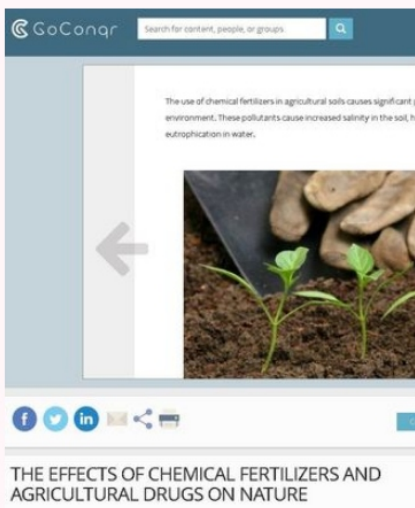 GoConqr
Search for content, people, or groups
The use of chemical fertilizers in agricultural soils causes significant
environment. These pollutants cause increased salinity in the soil,
eutrophication in water.
THE EFFECTS OF CHEMICAL FERTILIZERS AND
AGRICULTURAL DRUGS ON NATURE